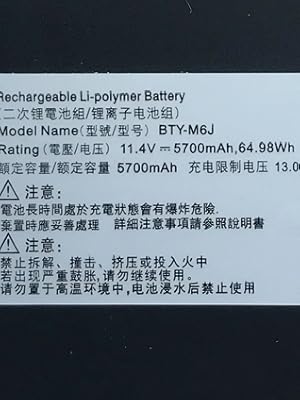 Rechargeable Li-polymer Battery
(二次锂電池組/锂离子电池组)
Model Name(型號/型号) BTY-M6J
Rating(電壓/电压) 11.4V ⎓ 5700mAh,64.98Wh
額定容量/额定容量 5700mAh 充电限制电压 13.0
⚠ 注意:
電池長時間處於充電狀態會有爆炸危險.
棄置時應妥善處理 詳細注意事項請參照說明書
⚠ 注意:
禁止拆解、撞击、挤压或投入火中
若出现严重鼓胀,请勿继续使用.
请勿置于高温环境中,电池浸水后禁止使用